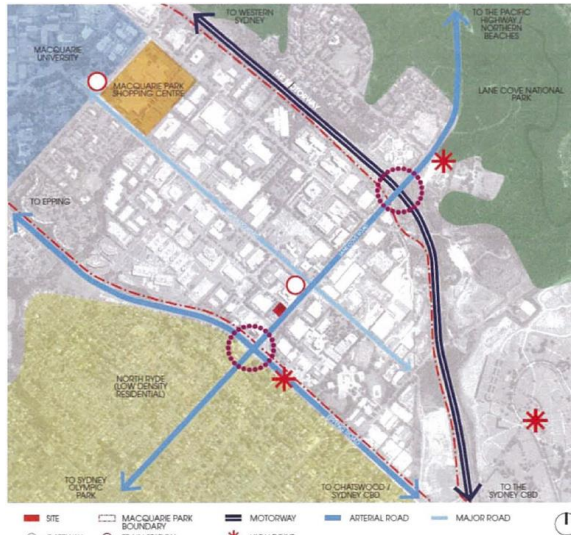 TO WESTERN
SYDNEY
TO THE PACIFIC
HIGHWAY /
NORTHERN
BEACHES
MACQUARIE
UNIVERSITY
MACQUARIE PARK
SHOPPING CENTRE
LANE COVE NATIONAL
PARK
TO EPPING
NORTH RYDE
(LOW DENSITY
RESIDENTIAL)
TO SYDNEY
OLYMPIC
PARK
TO CHATSWOOD /
SYDNEY CBD
TO THE
SYDNEY CBD
SITE
MACQUARIE PARK
BOUNDARY
MOTORWAY
ARTERIAL ROAD
MAJOR ROAD